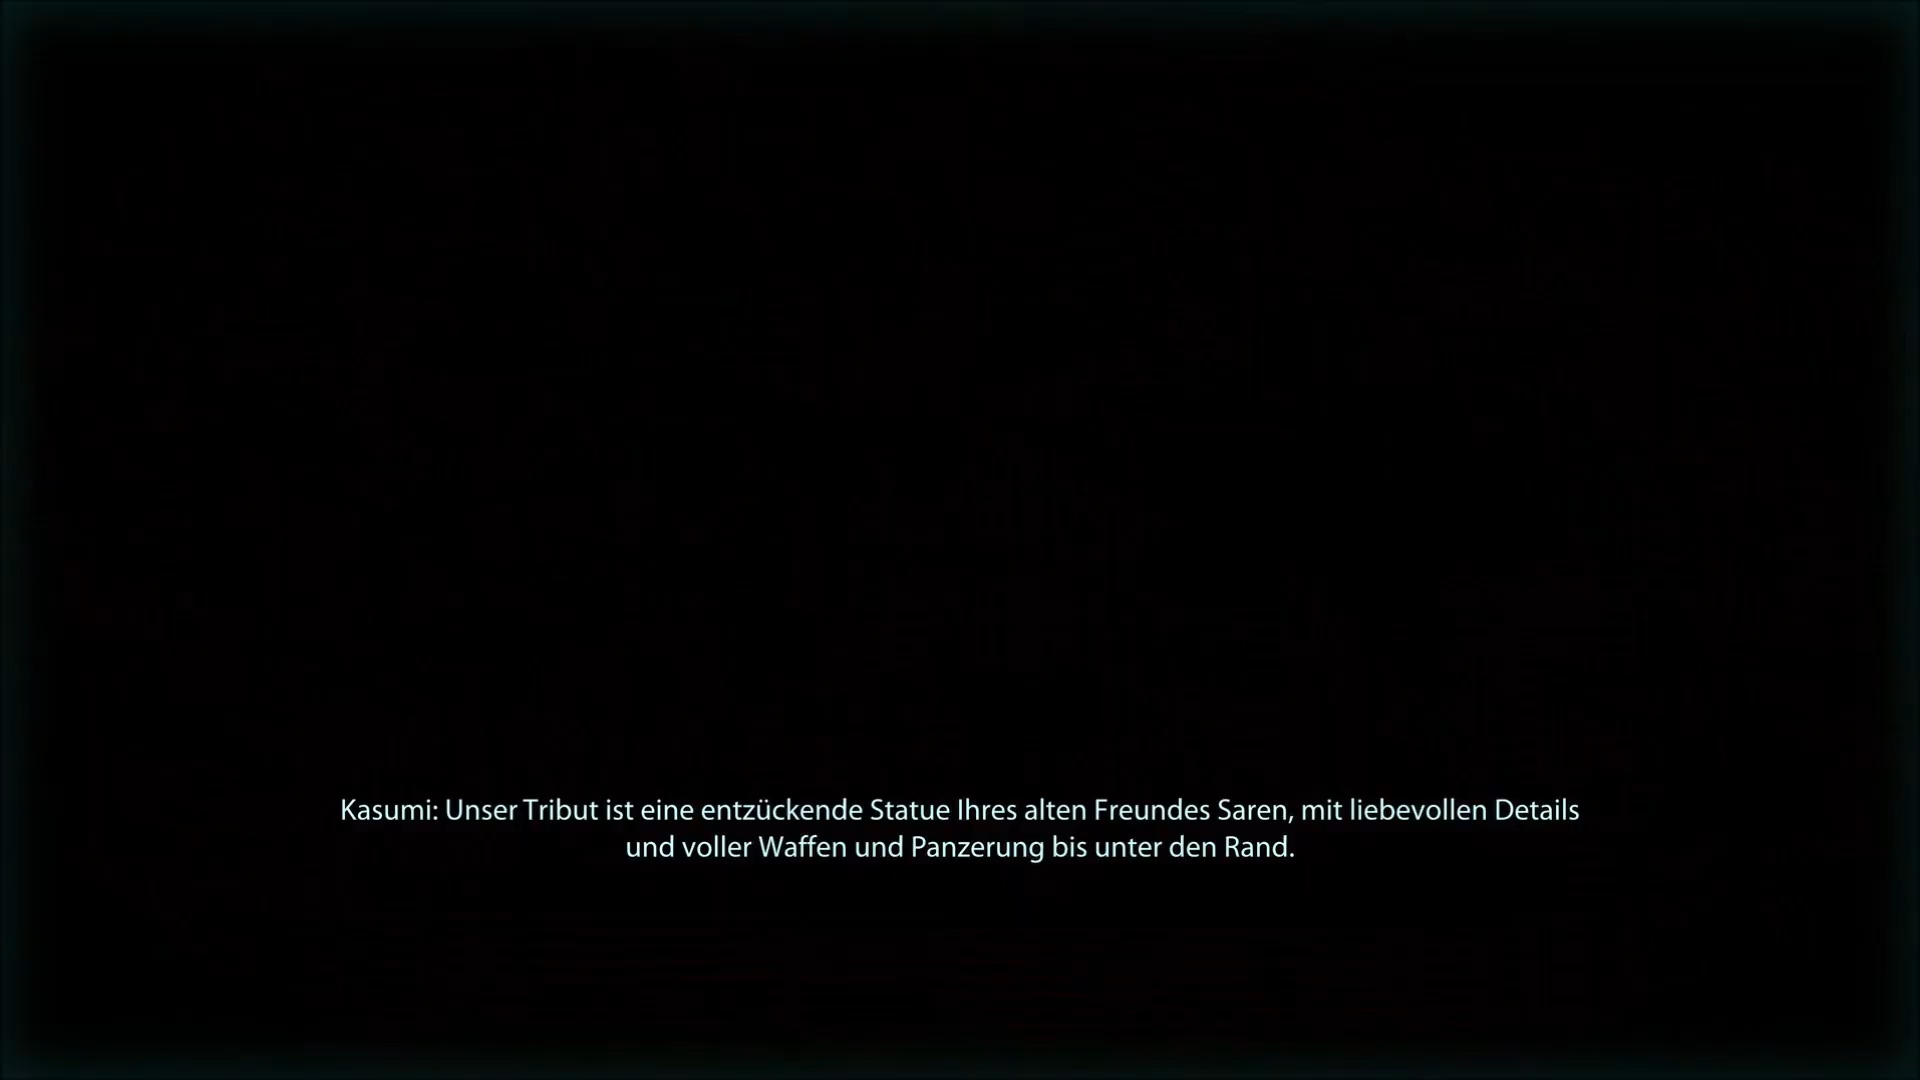 Kasumi: Unser Tribut ist eine entzückende Statue Ihres alten Freundes Saren, mit liebevollen Details
und voller Waffen und Panzerung bis unter den Rand.